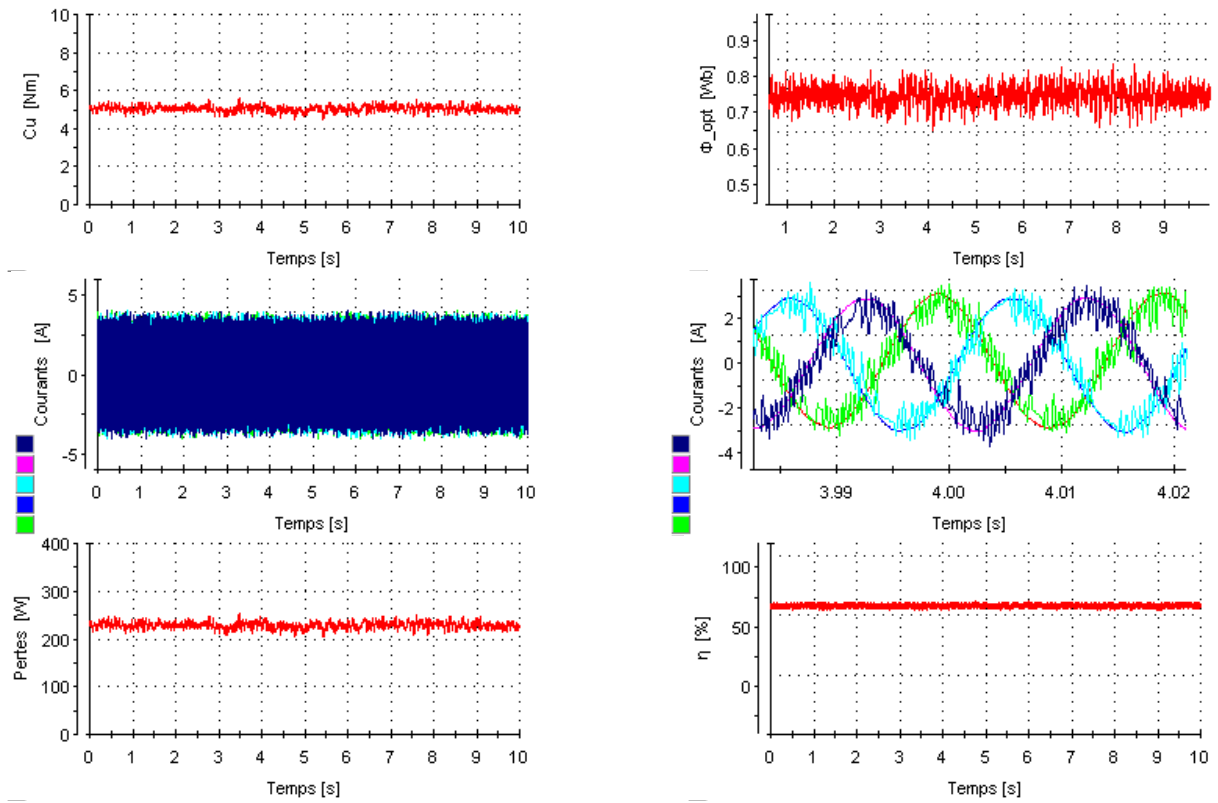 Cu [Nm]
10
8
6
4
2
0
0 1 2 3 4 5 6 7 8 9 10
Temps [s]
Φ_opt [Wb]
0.9
0.8
0.7
0.6
0.5
1 2 3 4 5 6 7 8 9
Temps [s]
Courants [A]
5
0
-5
0 1 2 3 4 5 6 7 8 9 10
Temps [s]
Courants [A]
2
0
-2
-4
3.99 4.00 4.01 4.02
Temps [s]
Pertes [W]
400
300
200
100
0
0 1 2 3 4 5 6 7 8 9 10
Temps [s]
η [%]
100
50
0
0 1 2 3 4 5 6 7 8 9 10
Temps [s]